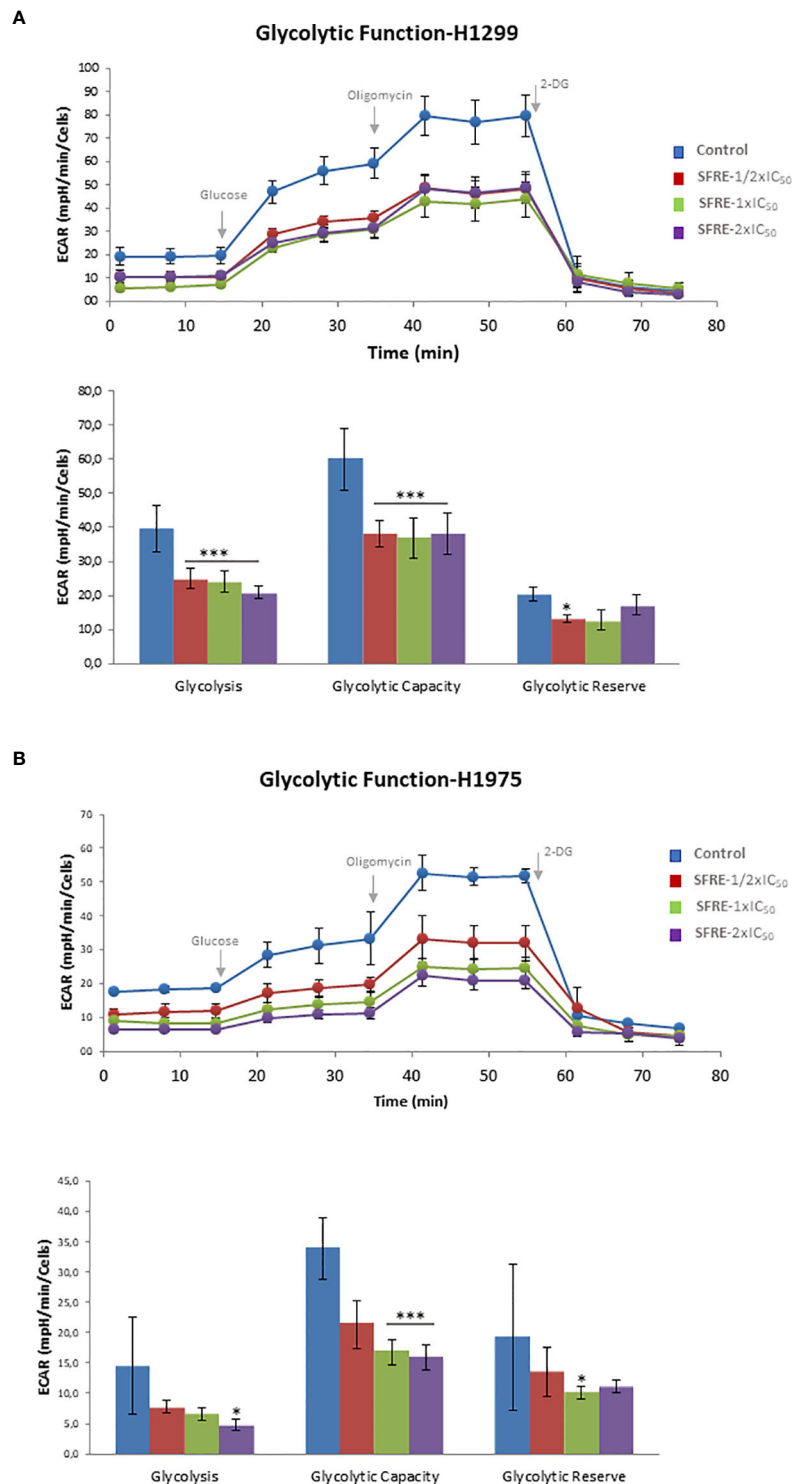 A
Glycolytic Function-H1299
ECAR (mpH/min/Cells)
100
90
80
70
60
50
40
30
20
10
00
Glucose
Oligomycin
2-DG
Control
SFRE-1/2xIC50
SFRE-1xIC50
SFRE-2xIC50
0 10 20 30 40 50 60 70 80
Time (min)
ECAR (mpH/min/Cells)
80,0
70,0
60,0
50,0
40,0
30,0
20,0
10,0
0,0
***
***
*
Glycolysis Glycolytic Capacity Glycolytic Reserve
B
Glycolytic Function-H1975
ECAR (mpH/min/Cells)
70
60
50
40
30
20
10
00
Glucose
Oligomycin
2-DG
Control
SFRE-1/2xIC50
SFRE-1xIC50
SFRE-2xIC50
0 10 20 30 40 50 60 70 80
Time (min)
ECAR (mpH/min/Cells)
45,0
40,0
35,0
30,0
25,0
20,0
15,0
10,0
5,0
0,0
*
***
*
Glycolysis Glycolytic Capacity Glycolytic Reserve